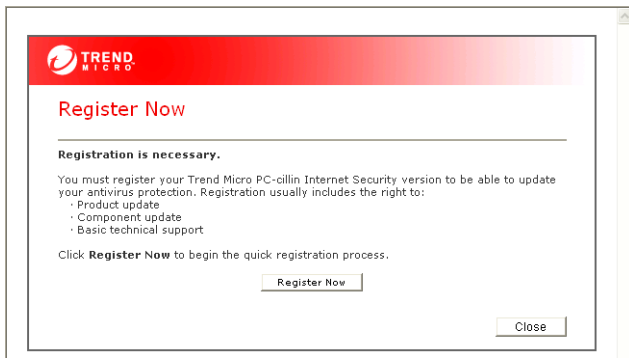 TREND
MICRO
Register Now
Registration is necessary.
You must register your Trend Micro PC-cillin Internet Security version to be able to update
your antivirus protection. Registration usually includes the right to:
· Product update
· Component update
· Basic technical support
Click Register Now to begin the quick registration process.
Register Now
Close